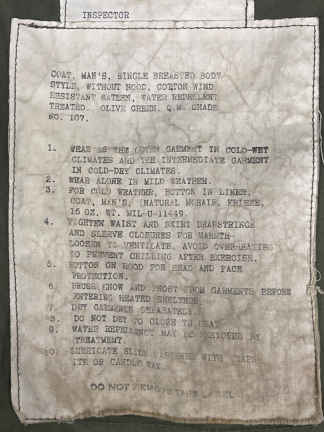 INSPECTOR
COAT, MAN'S, SINGLE BREASTED BODY
STYLE, WITHOUT HOOD, COTTON WIND
RESISTANT SATEEN, WATER REPELLENT
TREATED. OLIVE GREEN. Q.M. SHADE
NO. 107.
1. WEAR AS THE OUTER GARMENT IN COLD-WET
CLIMATES AND THE INTERMEDIATE GARMENT
IN COLD-DRY CLIMATES.
2. WEAR ALONE IN MILD WEATHER.
3. FOR COLD WEATHER, BUTTON IN LINER,
COAT, MAN'S, (NATURAL MOHAIR, FRIEZE,
16 OZ. WT. MIL-U-11449.
4. TIGHTEN WAIST AND SKIRT DRAWSTRINGS
AND SLEEVE CLOSURES FOR WARMTH-
LOOSEN TO VENTILATE. AVOID OVER-HEATING
TO PREVENT CHILLING AFTER EXERCISE.
5. BUTTON ON HOOD FOR HEAD AND FACE
PROTECTION.
6. BRUSH SNOW AND FROST FROM GARMENTS BEFORE
ENTERING HEATED SHELTERS.
7. DRY GARMENTS SEPARATELY.
8. DO NOT DRY TO CLOSE TO HEAT.
9. WATER REPELLENCY MAY BE RESTORED BY
TREATMENT.
10. LUBRICATE SLIDE FASTENERS WITH GRAPH-
ITE OR CANDLE WAX.
DO NOT REMOVE THIS LABEL